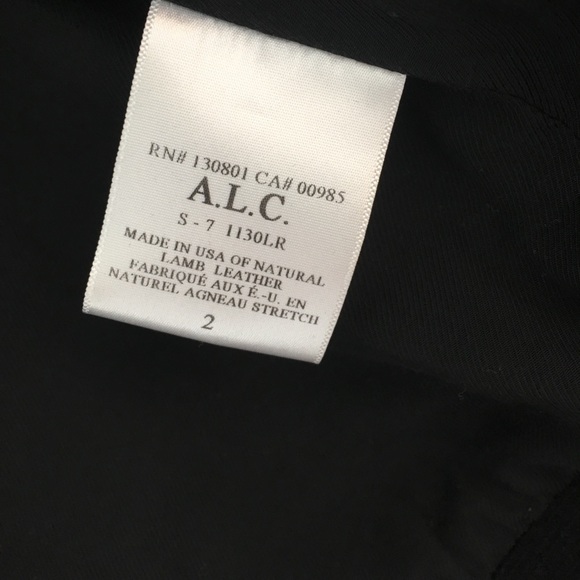 RN# 130801 CA# 00985
A.L.C.
S - 7 1130LR
MADE IN USA OF NATURAL
LAMB LEATHER
FABRIQUÉ AUX É.-U. EN
NATUREL AGNEAU STRETCH
2